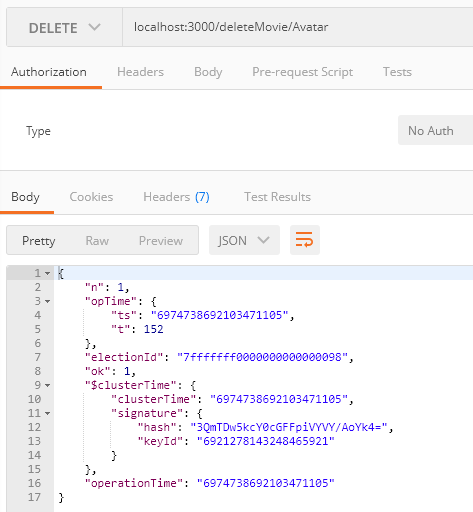 DELETE localhost:3000/deleteMovie/Avatar
Authorization Headers Body Pre-request Script Tests
Type No Auth
Body Cookies Headers (7) Test Results
Pretty Raw Preview JSON
1 {
2 "n": 1,
3 "opTime": {
4 "ts": "6974738692103471105",
5 "t": 152
6 },
7 "electionId": "7fffffff0000000000000098",
8 "ok": 1,
9 "$clusterTime": {
10 "clusterTime": "6974738692103471105",
11 "signature": {
12 "hash": "3QmTDw5kcY0cGFFpiVYVY/AoYk4=",
13 "keyId": "6921278143248465921"
14 }
15 },
16 "operationTime": "6974738692103471105"
17 }